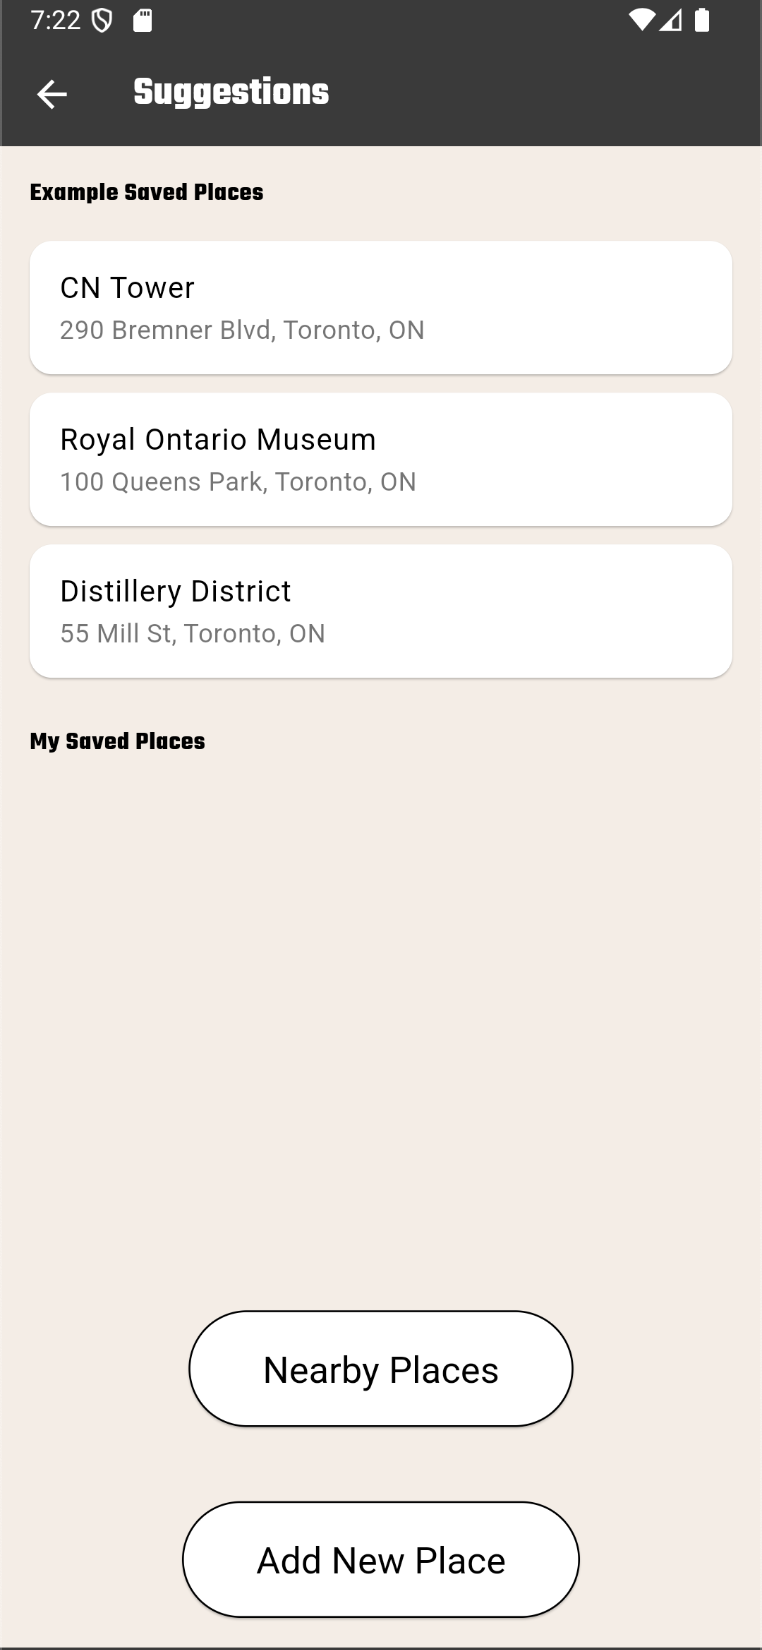 7:22
Suggestions
Example Saved Places
CN Tower
290 Bremner Blvd, Toronto, ON
Royal Ontario Museum
100 Queens Park, Toronto, ON
Distillery District
55 Mill St, Toronto, ON
My Saved Places
Nearby Places
Add New Place